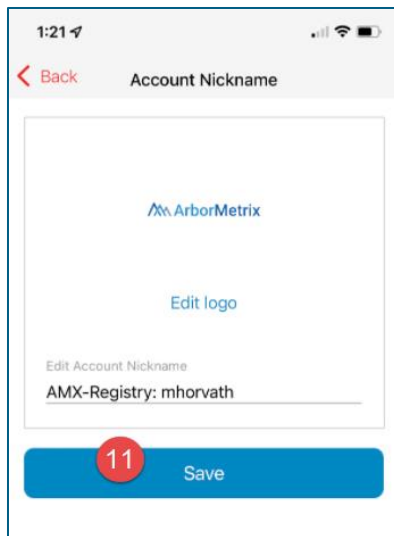 1:21
Back
Account Nickname
ArborMetrix
Edit logo
Edit Account Nickname
AMX-Registry: mhorvath
11
Save